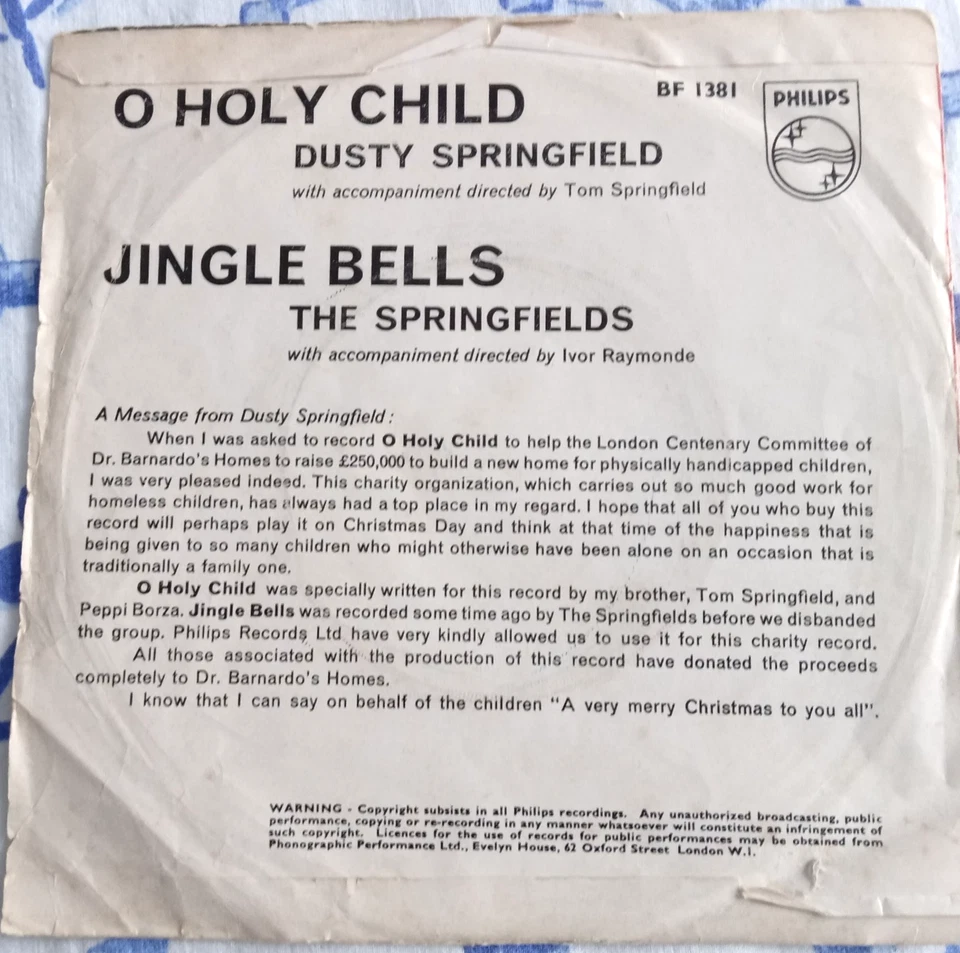 O HOLY CHILD
BF 1381
PHILIPS
DUSTY SPRINGFIELD
with accompaniment directed by Tom Springfield
JINGLE BELLS
THE SPRINGFIELDS
with accompaniment directed by Ivor Raymonde
A Message from Dusty Springfield :
When I was asked to record O Holy Child to help the London Centenary Committee of
Dr. Barnardo's Homes to raise £250,000 to build a new home for physically handicapped children,
I was very pleased indeed. This charity organization, which carries out so much good work for
homeless children, has always had a top place in my regard. I hope that all of you who buy this
record will perhaps play it on Christmas Day and think at that time of the happiness that is
being given to so many children who might otherwise have been alone on an occasion that is
traditionally a family one.
O Holy Child was specially written for this record by my brother, Tom Springfield, and
Peppi Borza. Jingle Bells was recorded some time ago by The Springfields before we disbanded
the group. Philips Records Ltd have very kindly allowed us to use it for this charity record.
All those associated with the production of this record have donated the proceeds
completely to Dr. Barnardo's Homes.
I know that I can say on behalf of the children "A very merry Christmas to you all".
WARNING - Copyright subsists in all Philips recordings. Any unauthorized broadcasting, public
performance, copying or re-recording in any manner whatsoever will constitute an infringement of
such copyright. Licences for the use of records for public performances may be obtained from
Phonographic Performance Ltd., Evelyn House, 62 Oxford Street London W.1.